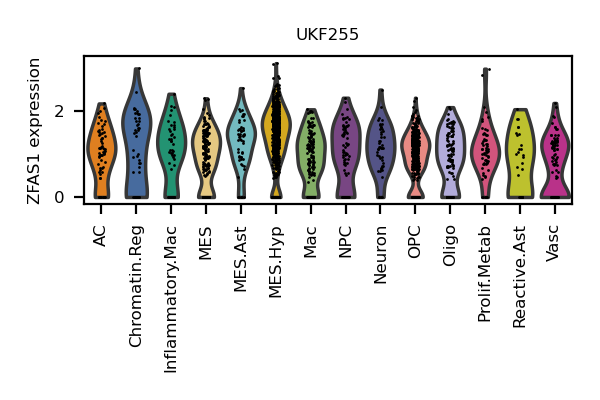 UKF255
ZFAS1 expression
2
0
AC
Chromatin.Reg
Inflammatory.Mac
MES
MES.Ast
MES.Hyp
Mac
NPC
Neuron
OPC
Oligo
Prolif.Metab
Reactive.Ast
Vasc